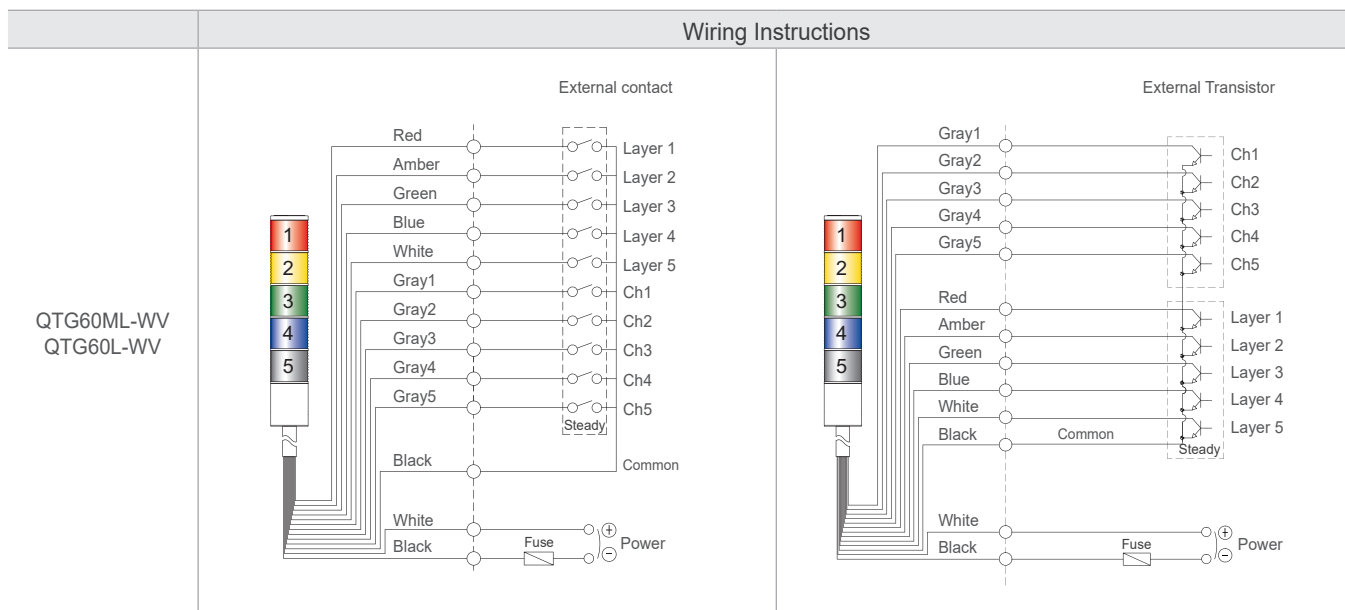 Wiring Instructions
QTG60ML-WV
QTG60L-WV
External contact
Red
Layer 1
Amber
Layer 2
Green
Layer 3
Blue
Layer 4
White
Layer 5
Gray1
Ch1
Gray2
Ch2
Gray3
Ch3
Gray4
Ch4
Gray5
Ch5
Steady
Black
Common
White
Black
Fuse
+
−
Power
1
2
3
4
5
External Transistor
Gray1
Ch1
Gray2
Ch2
Gray3
Ch3
Gray4
Ch4
Gray5
Ch5
Red
Layer 1
Amber
Layer 2
Green
Layer 3
Blue
Layer 4
White
Layer 5
Black
Common
Steady
White
Black
Fuse
+
−
Power
1
2
3
4
5